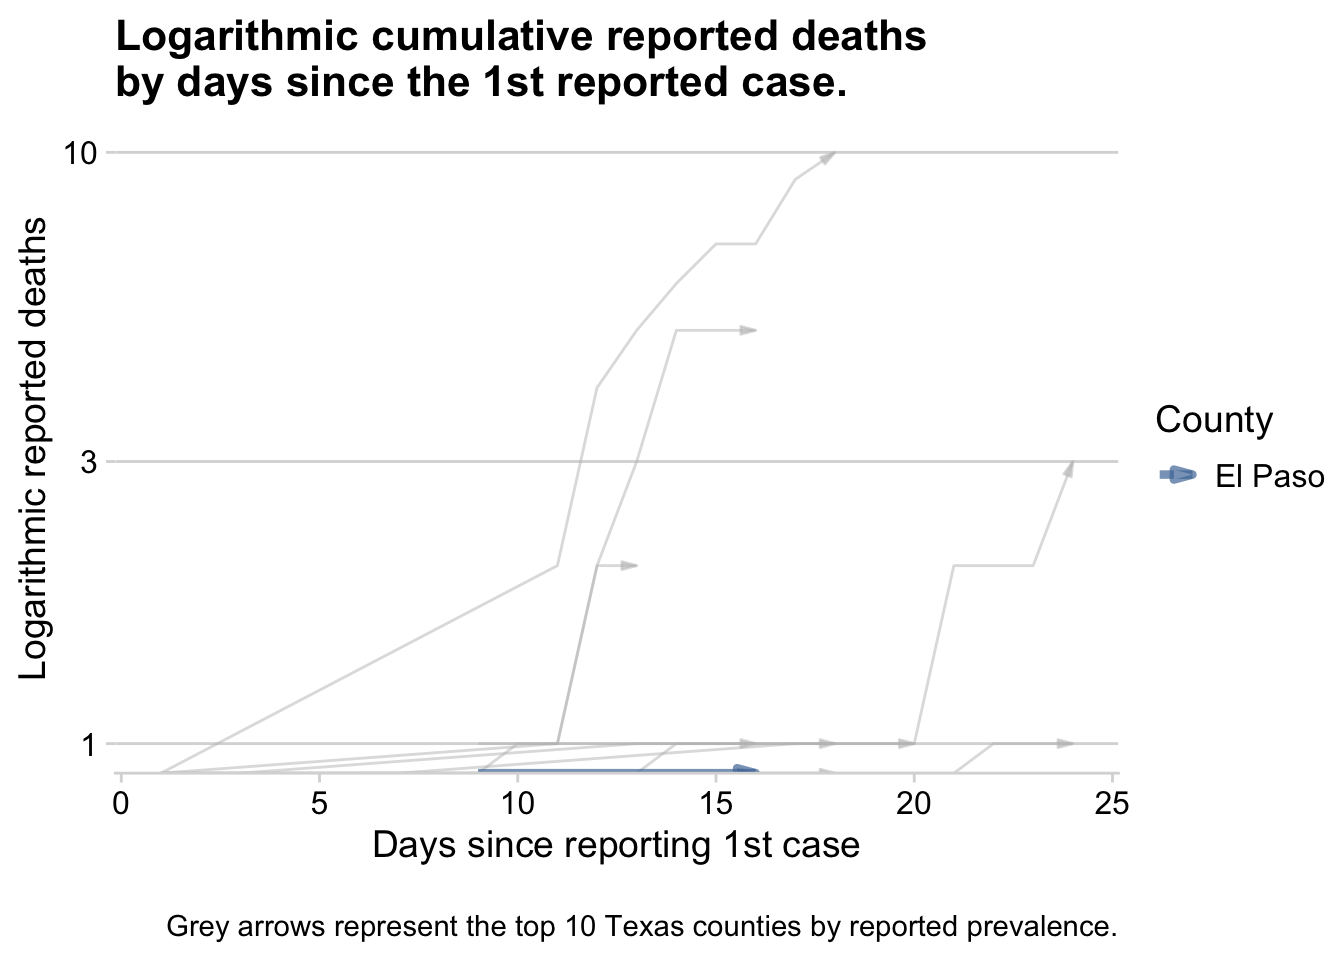 Logarithmic cumulative reported deaths
by days since the 1st reported case.
Logarithmic reported deaths
10
3
1
0 5 10 15 20 25
Days since reporting 1st case
County
El Paso
Grey arrows represent the top 10 Texas counties by reported prevalence.